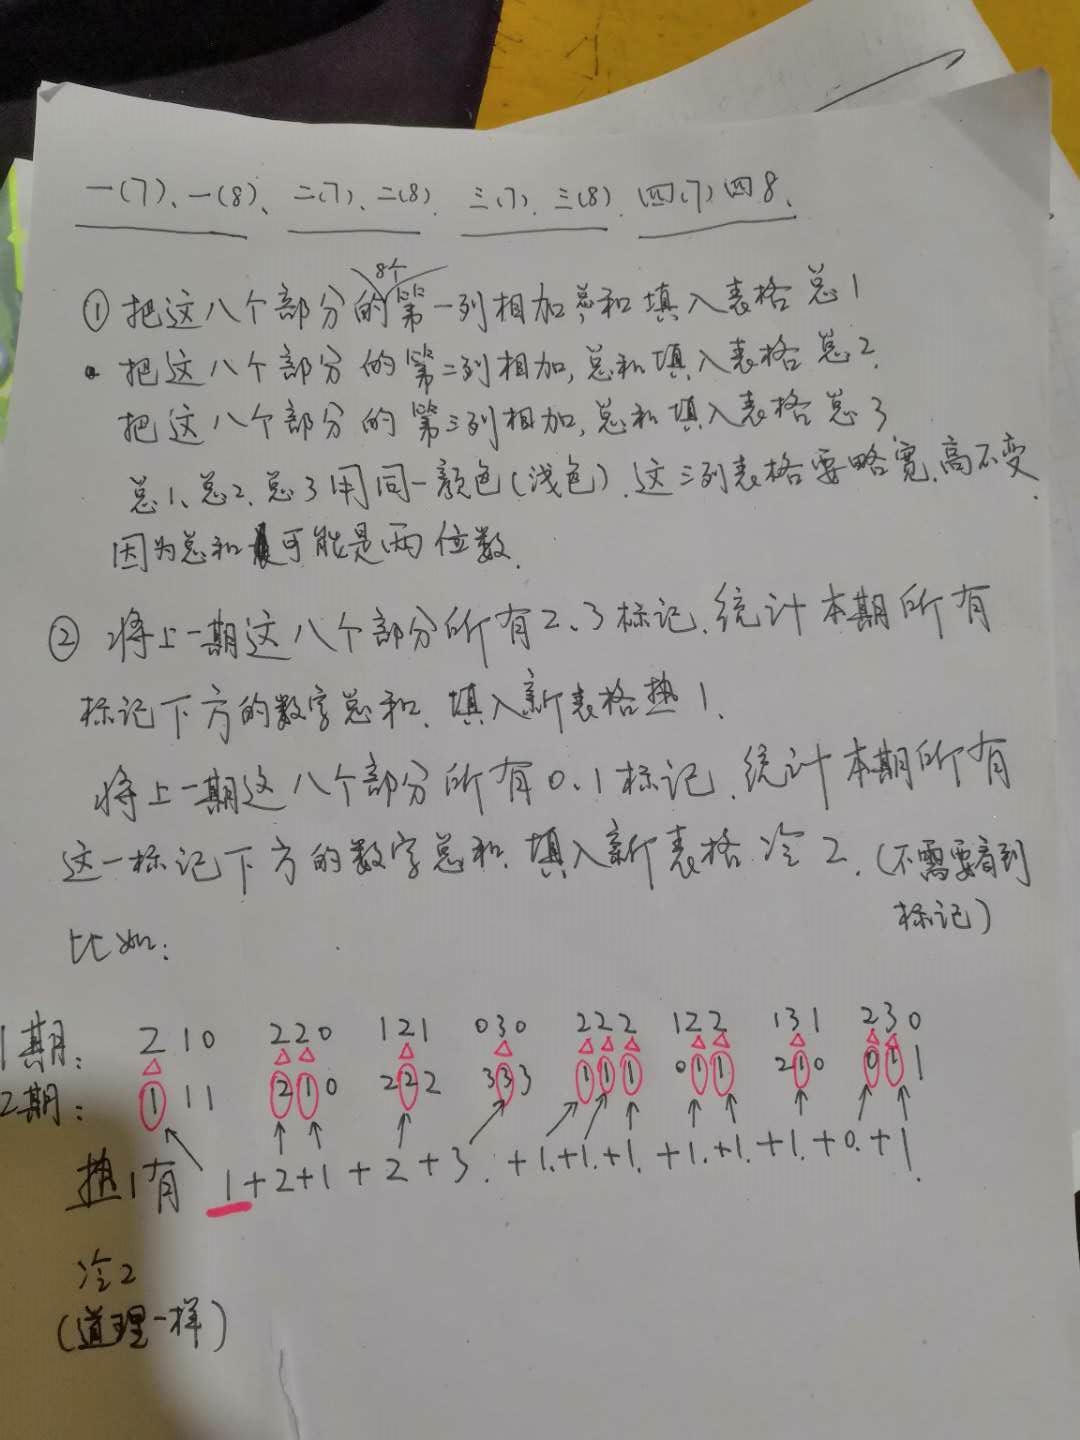 一(7)、一(8)、二(7)、二(8)、三(7)、三(8)、四(7)四8、
8个
①把这八个部分的第一列相加,总和填入表格总1
把这八个部分的第二列相加,总和填入表格总2.
把这八个部分的第三列相加,总和填入表格总3
总1、总2、总3用同一颜色(浅色).这三列表格要略宽、高不变.
因为总和可能是两位数.
②将上一期这八个部分所有2、3标记.统计本期所有
标记下方的数字总和、填入新表格热1.
将上一期这八个部分所有0、1标记.统计本期所有
这一标记下方的数字总和.填入新表格冷2.(不需要看到
标记)
比如:
1期: 210 220 121 030 222 122 131 230
2期: 111 210 222 333 111 011 210 011
热1有 1+2+1+2+3.+1.+1.+1.+1.+1.+1.+0.+1.
冷2
(道理一样)